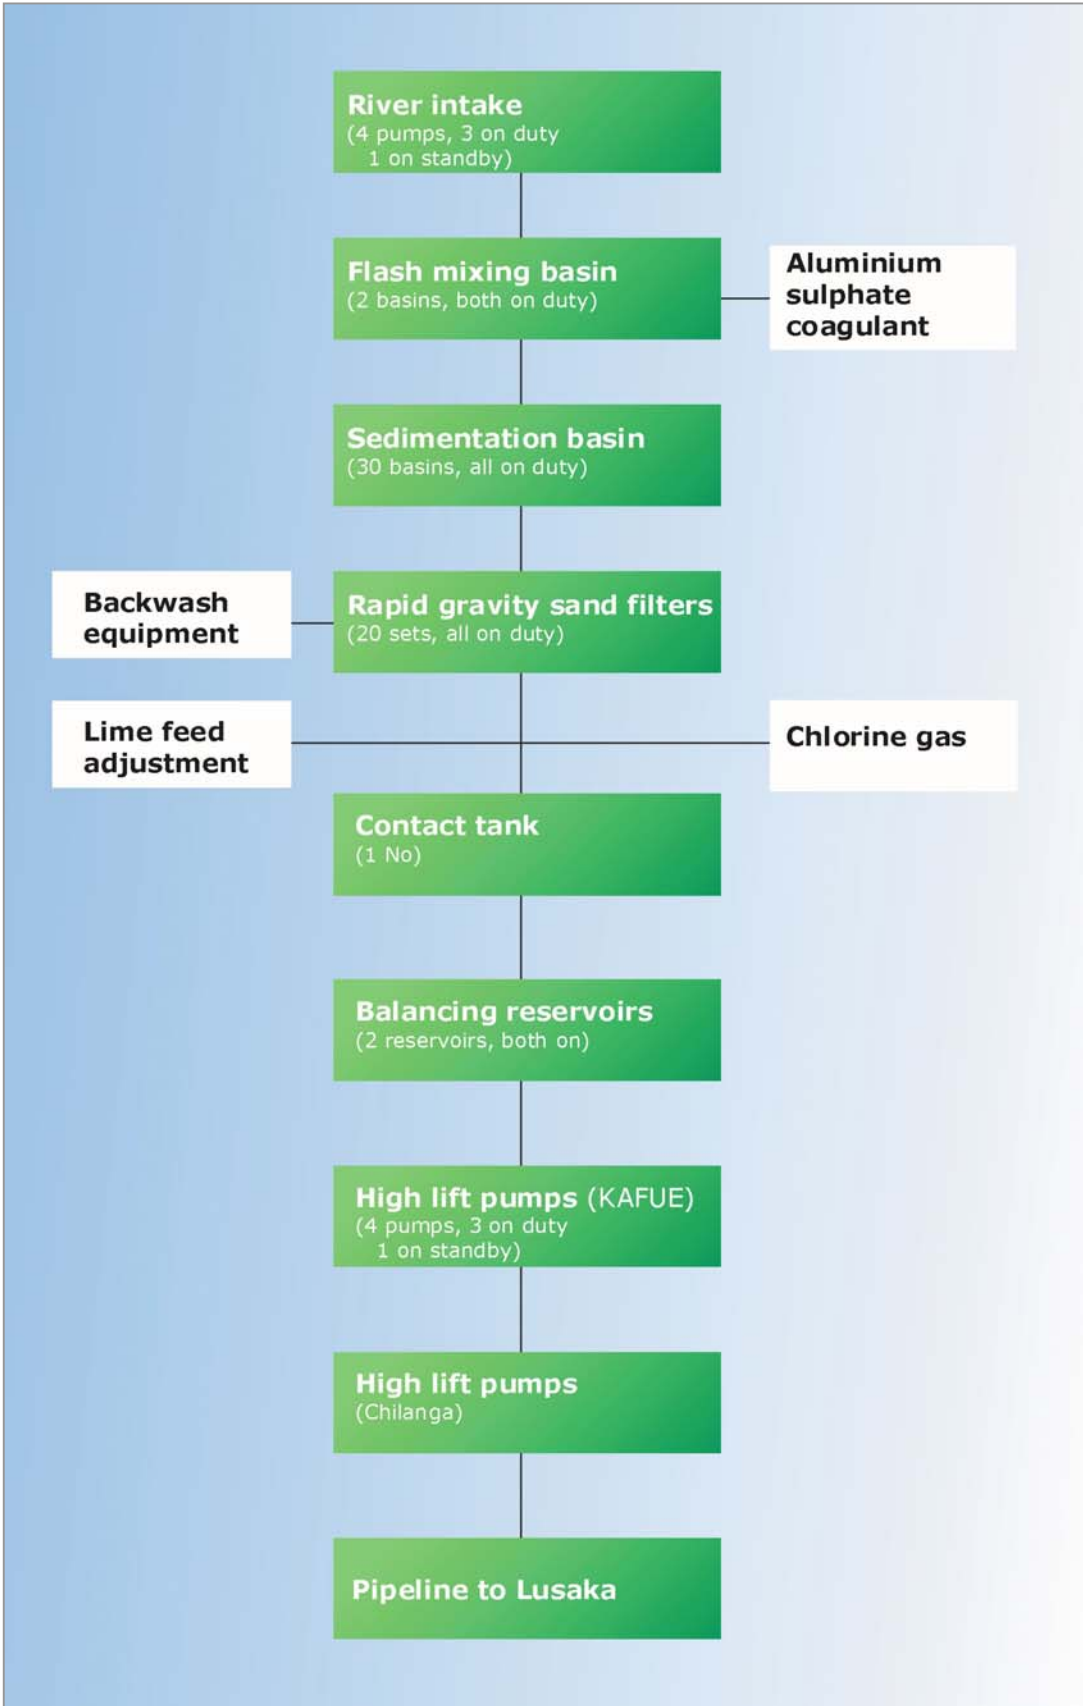 River intake
(4 pumps, 3 on duty
1 on standby)
Flash mixing basin
(2 basins, both on duty)
Aluminium
sulphate
coagulant
Sedimentation basin
(30 basins, all on duty)
Backwash
equipment
Rapid gravity sand filters
(20 sets, all on duty)
Lime feed
adjustment
Chlorine gas
Contact tank
(1 No)
Balancing reservoirs
(2 reservoirs, both on)
High lift pumps (KAFUE)
(4 pumps, 3 on duty
1 on standby)
High lift pumps
(Chilanga)
Pipeline to Lusaka